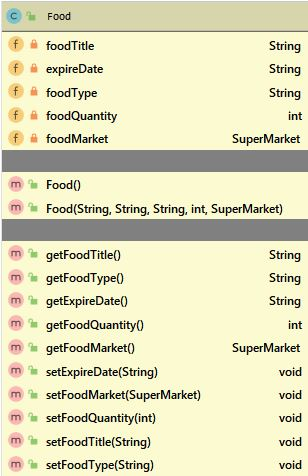 C Food
f foodTitle String
f expireDate String
f foodType String
f foodQuantity int
f foodMarket SuperMarket
m Food()
m Food(String, String, String, int, SuperMarket)
m getFoodTitle() String
m getFoodType() String
m getExpireDate() String
m getFoodQuantity() int
m getFoodMarket() SuperMarket
m setExpireDate(String) void
m setFoodMarket(SuperMarket) void
m setFoodQuantity(int) void
m setFoodTitle(String) void
m setFoodType(String) void